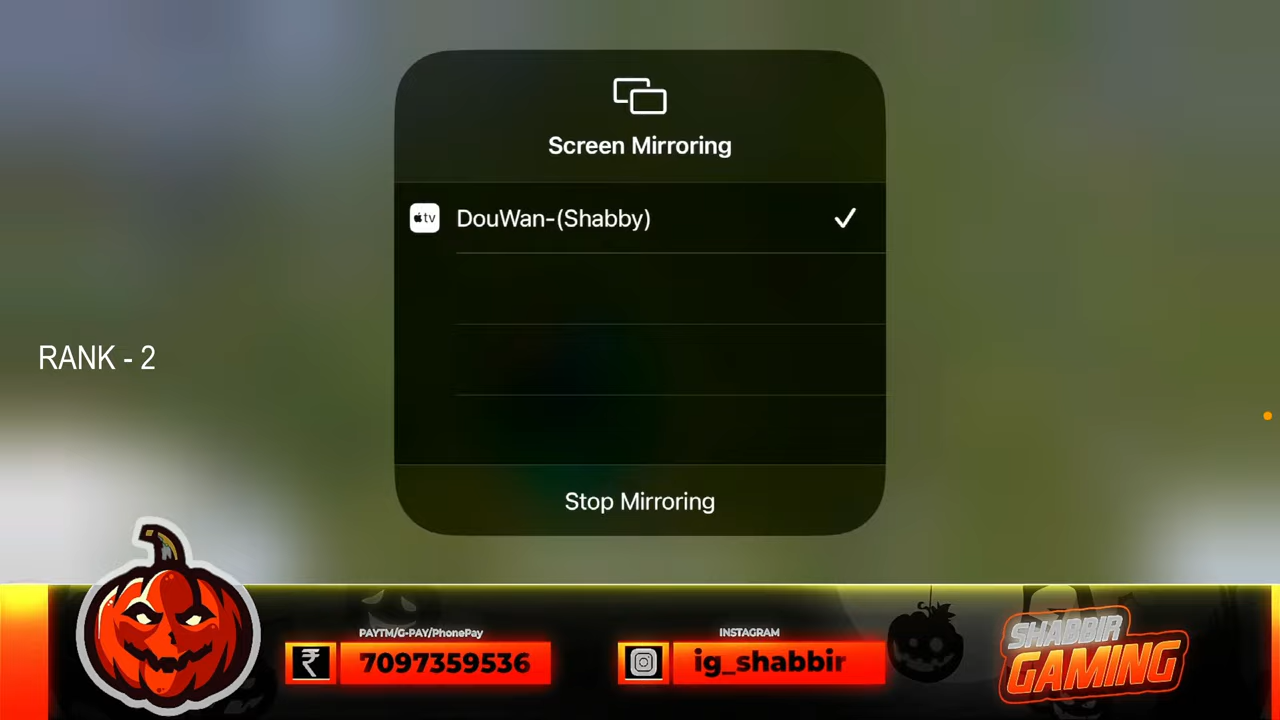 Screen Mirroring
tv
DouWan-(Shabby)
RANK - 2
Stop Mirroring
PAYTM/G-PAY/PhonePay
7097359536
INSTAGRAM
ig_shabbir
SHABBIR
GAMING